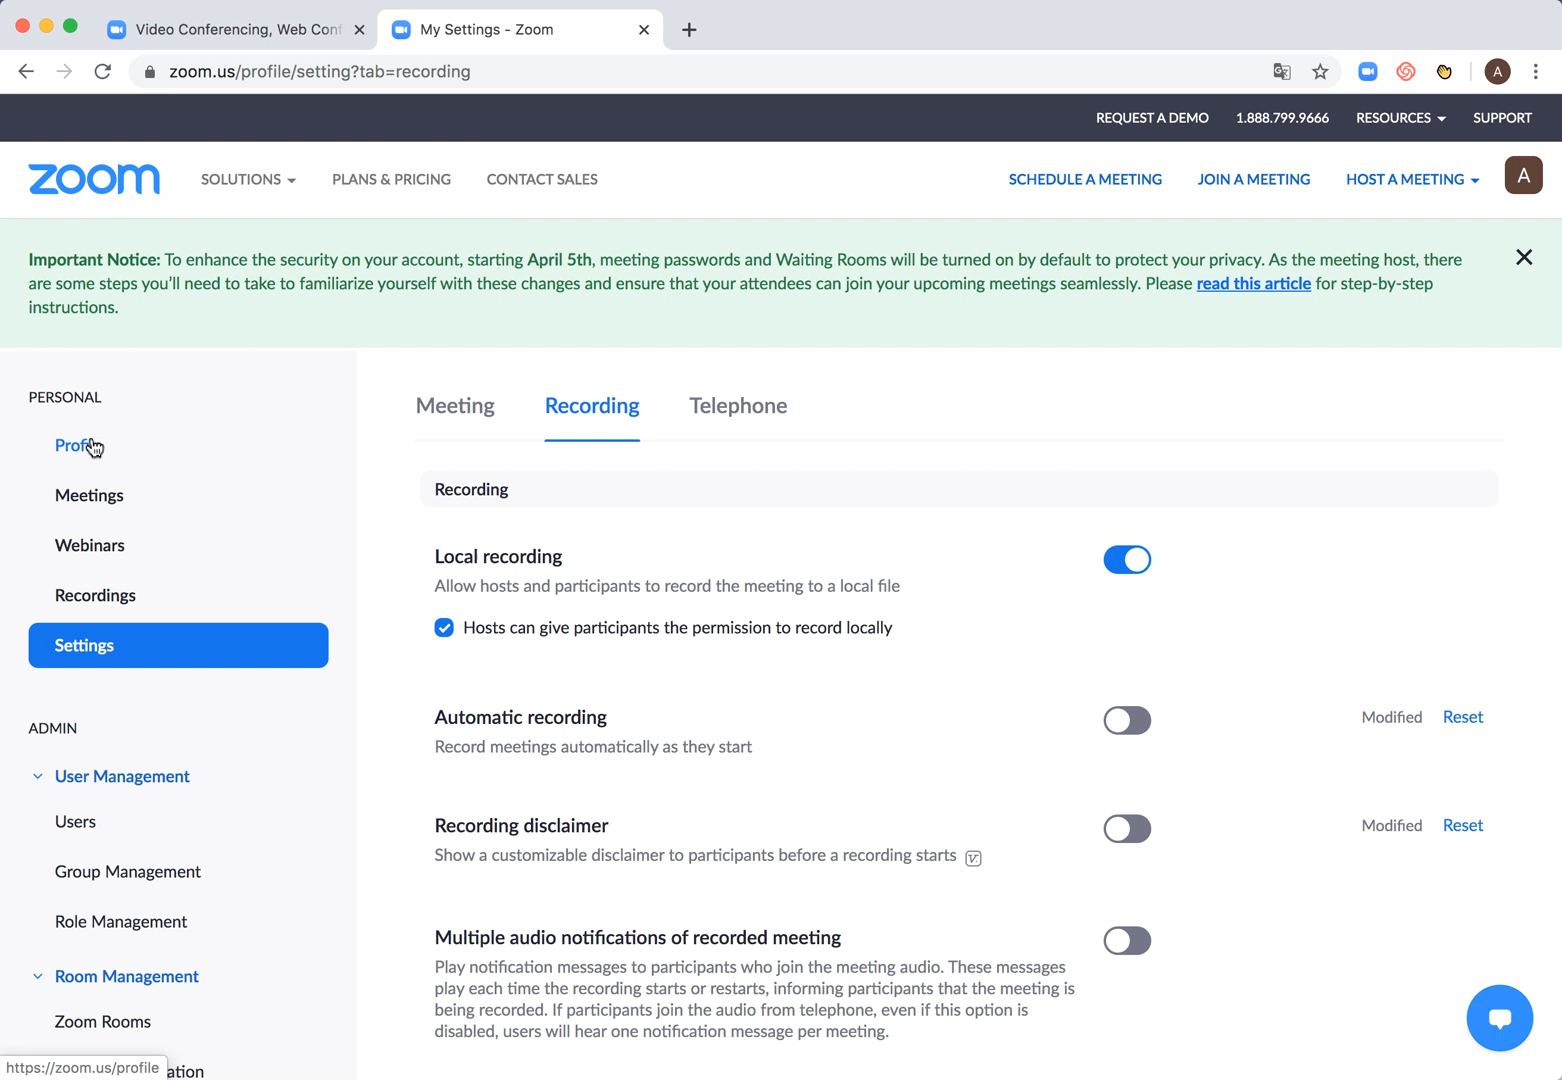 Video Conferencing, Web Conf
My Settings - Zoom
zoom.us/profile/setting?tab=recording
A
REQUEST A DEMO
1.888.799.9666
RESOURCES
SUPPORT
zoom
SOLUTIONS
PLANS & PRICING
CONTACT SALES
SCHEDULE A MEETING
JOIN A MEETING
HOST A MEETING
A
Important Notice: To enhance the security on your account, starting April 5th, meeting passwords and Waiting Rooms will be turned on by default to protect your privacy. As the meeting host, there
are some steps you'll need to take to familiarize yourself with these changes and ensure that your attendees can join your upcoming meetings seamlessly. Please read this article for step-by-step
instructions.
PERSONAL
Profi
Meetings
Webinars
Recordings
Settings
ADMIN
User Management
Users
Group Management
Role Management
Room Management
Zoom Rooms
ation
https://zoom.us/profile
Meeting
Recording
Telephone
Recording
Local recording
Allow hosts and participants to record the meeting to a local file
Hosts can give participants the permission to record locally
Automatic recording
Modified
Reset
Record meetings automatically as they start
Recording disclaimer
Modified
Reset
Show a customizable disclaimer to participants before a recording starts
Multiple audio notifications of recorded meeting
Play notification messages to participants who join the meeting audio. These messages
play each time the recording starts or restarts, informing participants that the meeting is
being recorded. If participants join the audio from telephone, even if this option is
disabled, users will hear one notification message per meeting.